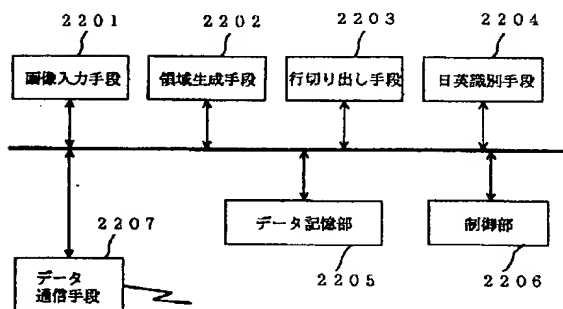 2201
2202
2203
2204
画像入力手段
領域生成手段
行切り出し手段
日英識別手段
2207
データ記憶部
制御部
2205
2206
データ
通信手段